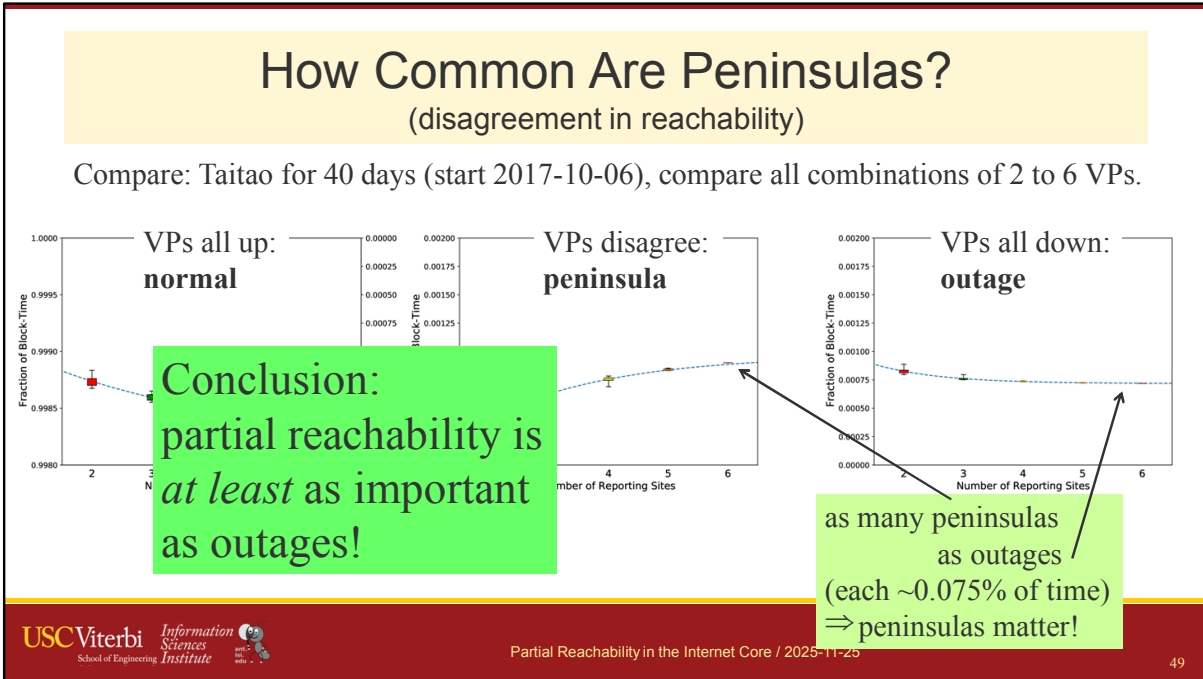 How Common Are Peninsulas?
(disagreement in reachability)
Compare: Taitao for 40 days (start 2017-10-06), compare all combinations of 2 to 6 VPs.
VPs all up:
normal
1.0000
0.9995
0.9990
0.9985
0.9980
Fraction of Block-Time
2
3
N
0.00000
0.00025
0.00050
0.00075
VPs disagree:
peninsula
0.00200
0.00175
0.00150
0.00125
Block-Time
4
5
6
mber of Reporting Sites
VPs all down:
outage
0.00200
0.00175
0.00150
0.00125
0.00100
0.00075
0.00050
0.00025
0.00000
Fraction of Block-Time
2
3
4
5
6
Number of Reporting Sites
Conclusion:
partial reachability is
at least as important
as outages!
as many peninsulas
as outages
(each ~0.075% of time)
⇒ peninsulas matter!
USC Viterbi
School of Engineering
Information
Sciences
Institute
ant.
isi.
edu
Partial Reachability in the Internet Core / 2025-11-25
49